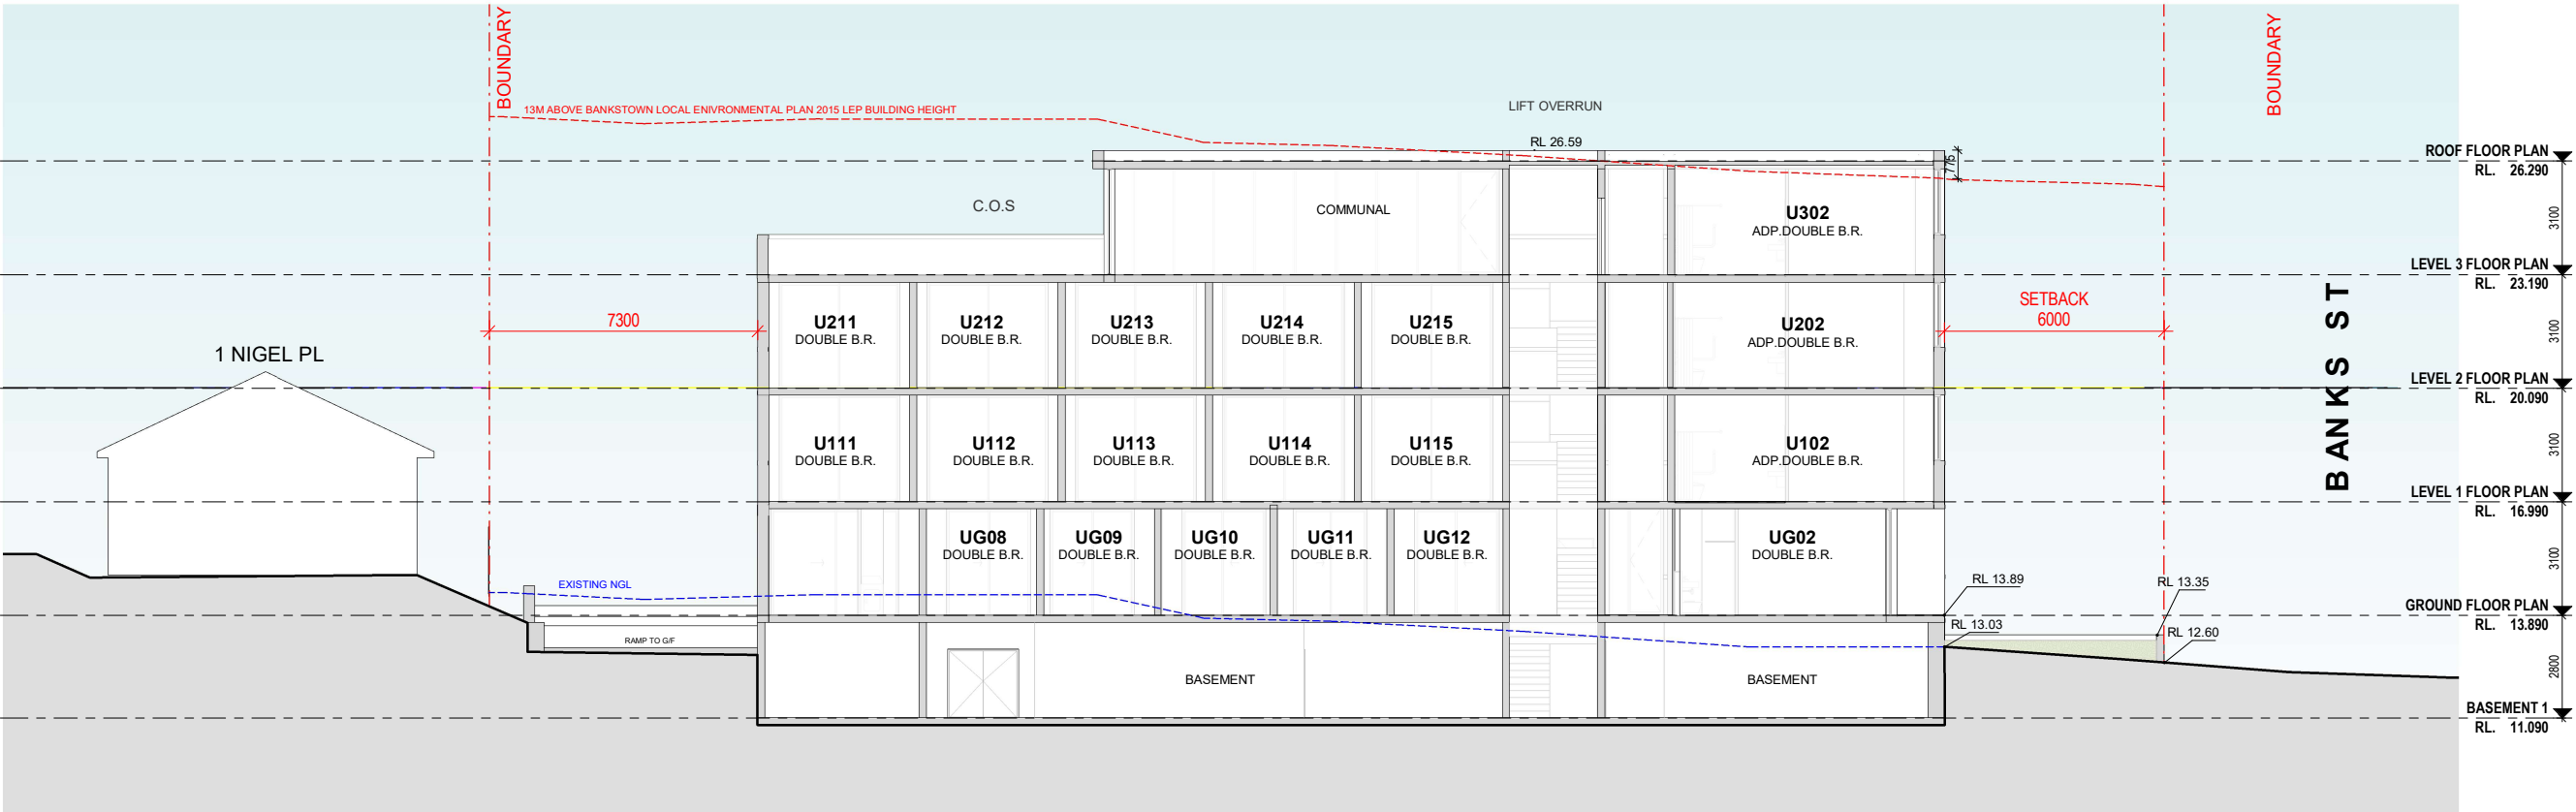 BOUNDARY
BOUNDARY
13M ABOVE BANKSTOWN LOCAL ENIVRONMENTAL PLAN 2015 LEP BUILDING HEIGHT
LIFT OVERRUN
RL 26.59
ROOF FLOOR PLAN
RL. 26.290
775
C.O.S
COMMUNAL
U302
ADP.DOUBLE B.R.
3100
LEVEL 3 FLOOR PLAN
RL. 23.190
7300
U211
DOUBLE B.R.
U212
DOUBLE B.R.
U213
DOUBLE B.R.
U214
DOUBLE B.R.
U215
DOUBLE B.R.
U202
ADP.DOUBLE B.R.
SETBACK
6000
BANKS ST
3100
1 NIGEL PL
LEVEL 2 FLOOR PLAN
RL. 20.090
U111
DOUBLE B.R.
U112
DOUBLE B.R.
U113
DOUBLE B.R.
U114
DOUBLE B.R.
U115
DOUBLE B.R.
U102
ADP.DOUBLE B.R.
3100
LEVEL 1 FLOOR PLAN
RL. 16.990
UG08
DOUBLE B.R.
UG09
DOUBLE B.R.
UG10
DOUBLE B.R.
UG11
DOUBLE B.R.
UG12
DOUBLE B.R.
UG02
DOUBLE B.R.
3100
EXISTING NGL
RL 13.89
RL 13.35
GROUND FLOOR PLAN
RL. 13.890
RAMP TO G/F
RL 13.03
RL 12.60
2800
BASEMENT
BASEMENT
BASEMENT 1
RL. 11.090